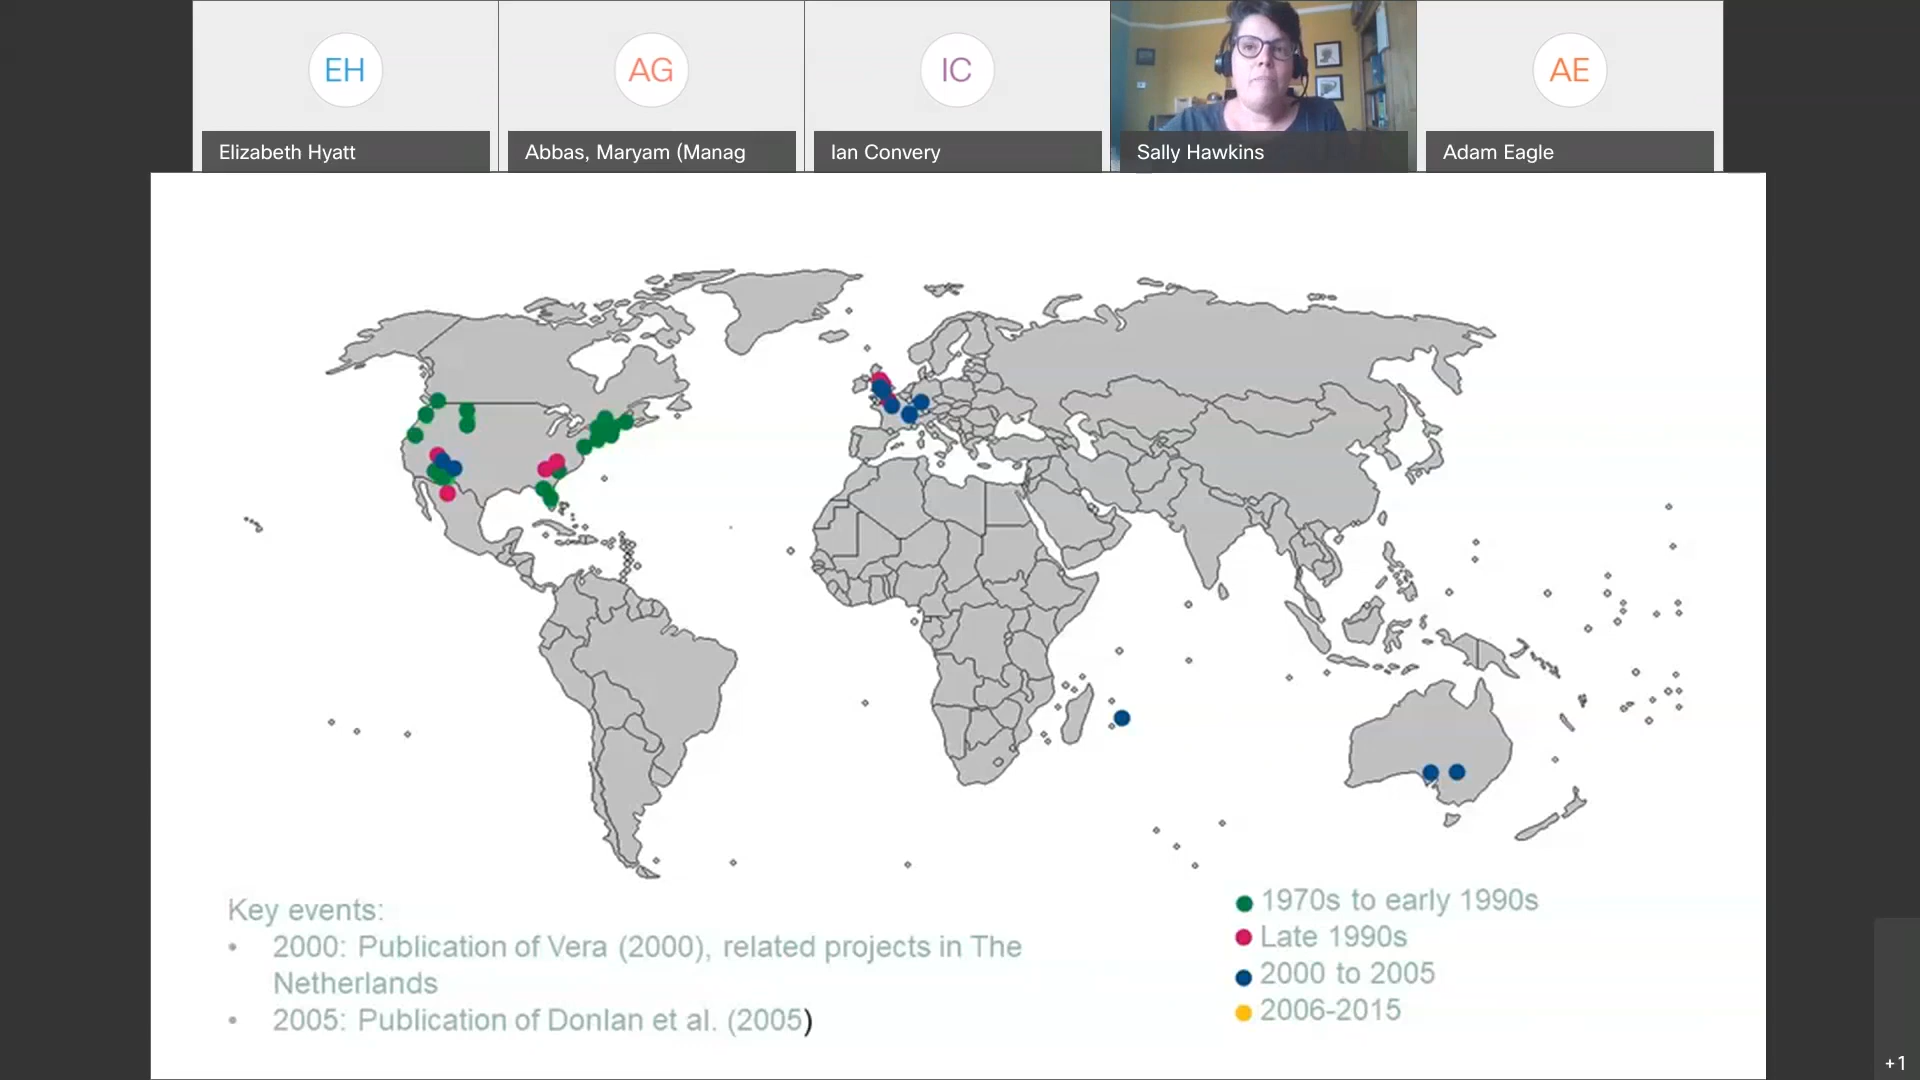 EH
AG
IC
AE
Elizabeth Hyatt
Abbas, Maryam (Manag
Ian Convery
Sally Hawkins
Adam Eagle
Key events:
• 2000: Publication of Vera (2000), related projects in The
Netherlands
• 2005: Publication of Donlan et al. (2005)
1970s to early 1990s
Late 1990s
2000 to 2005
2006-2015
+1